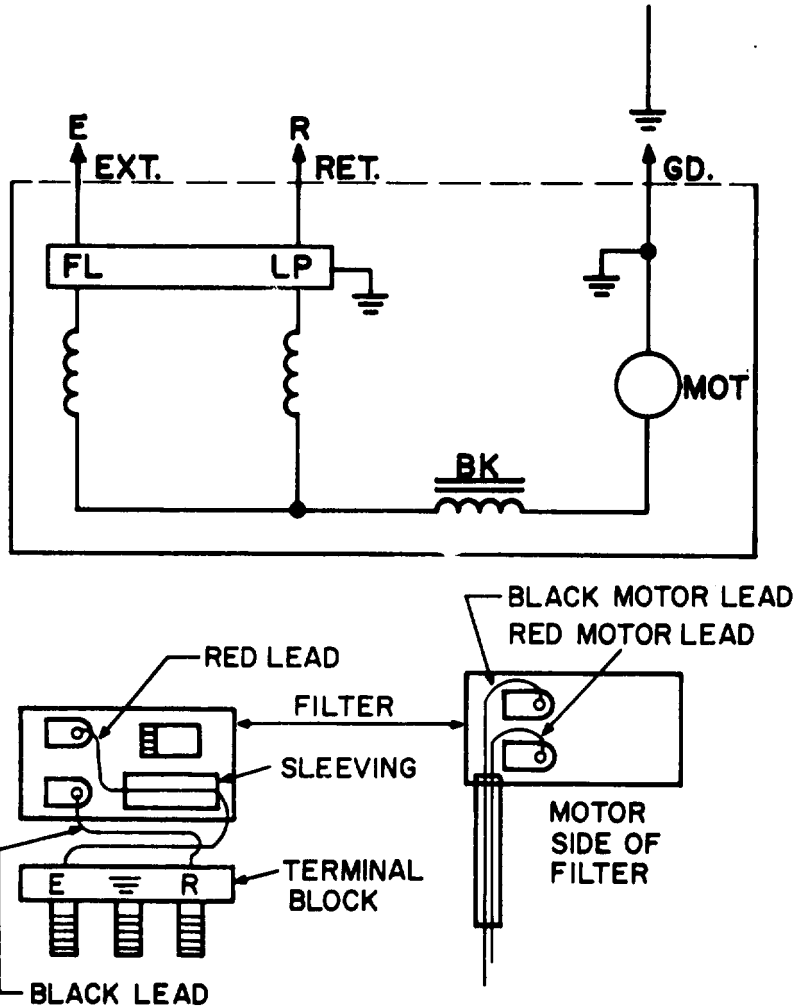 E
R
EXT.
RET.
GD.
FL
LP
MOT
BK
BLACK MOTOR LEAD
RED MOTOR LEAD
RED LEAD
FILTER
SLEEVING
MOTOR
SIDE OF
FILTER
E
R
TERMINAL
BLOCK
BLACK LEAD